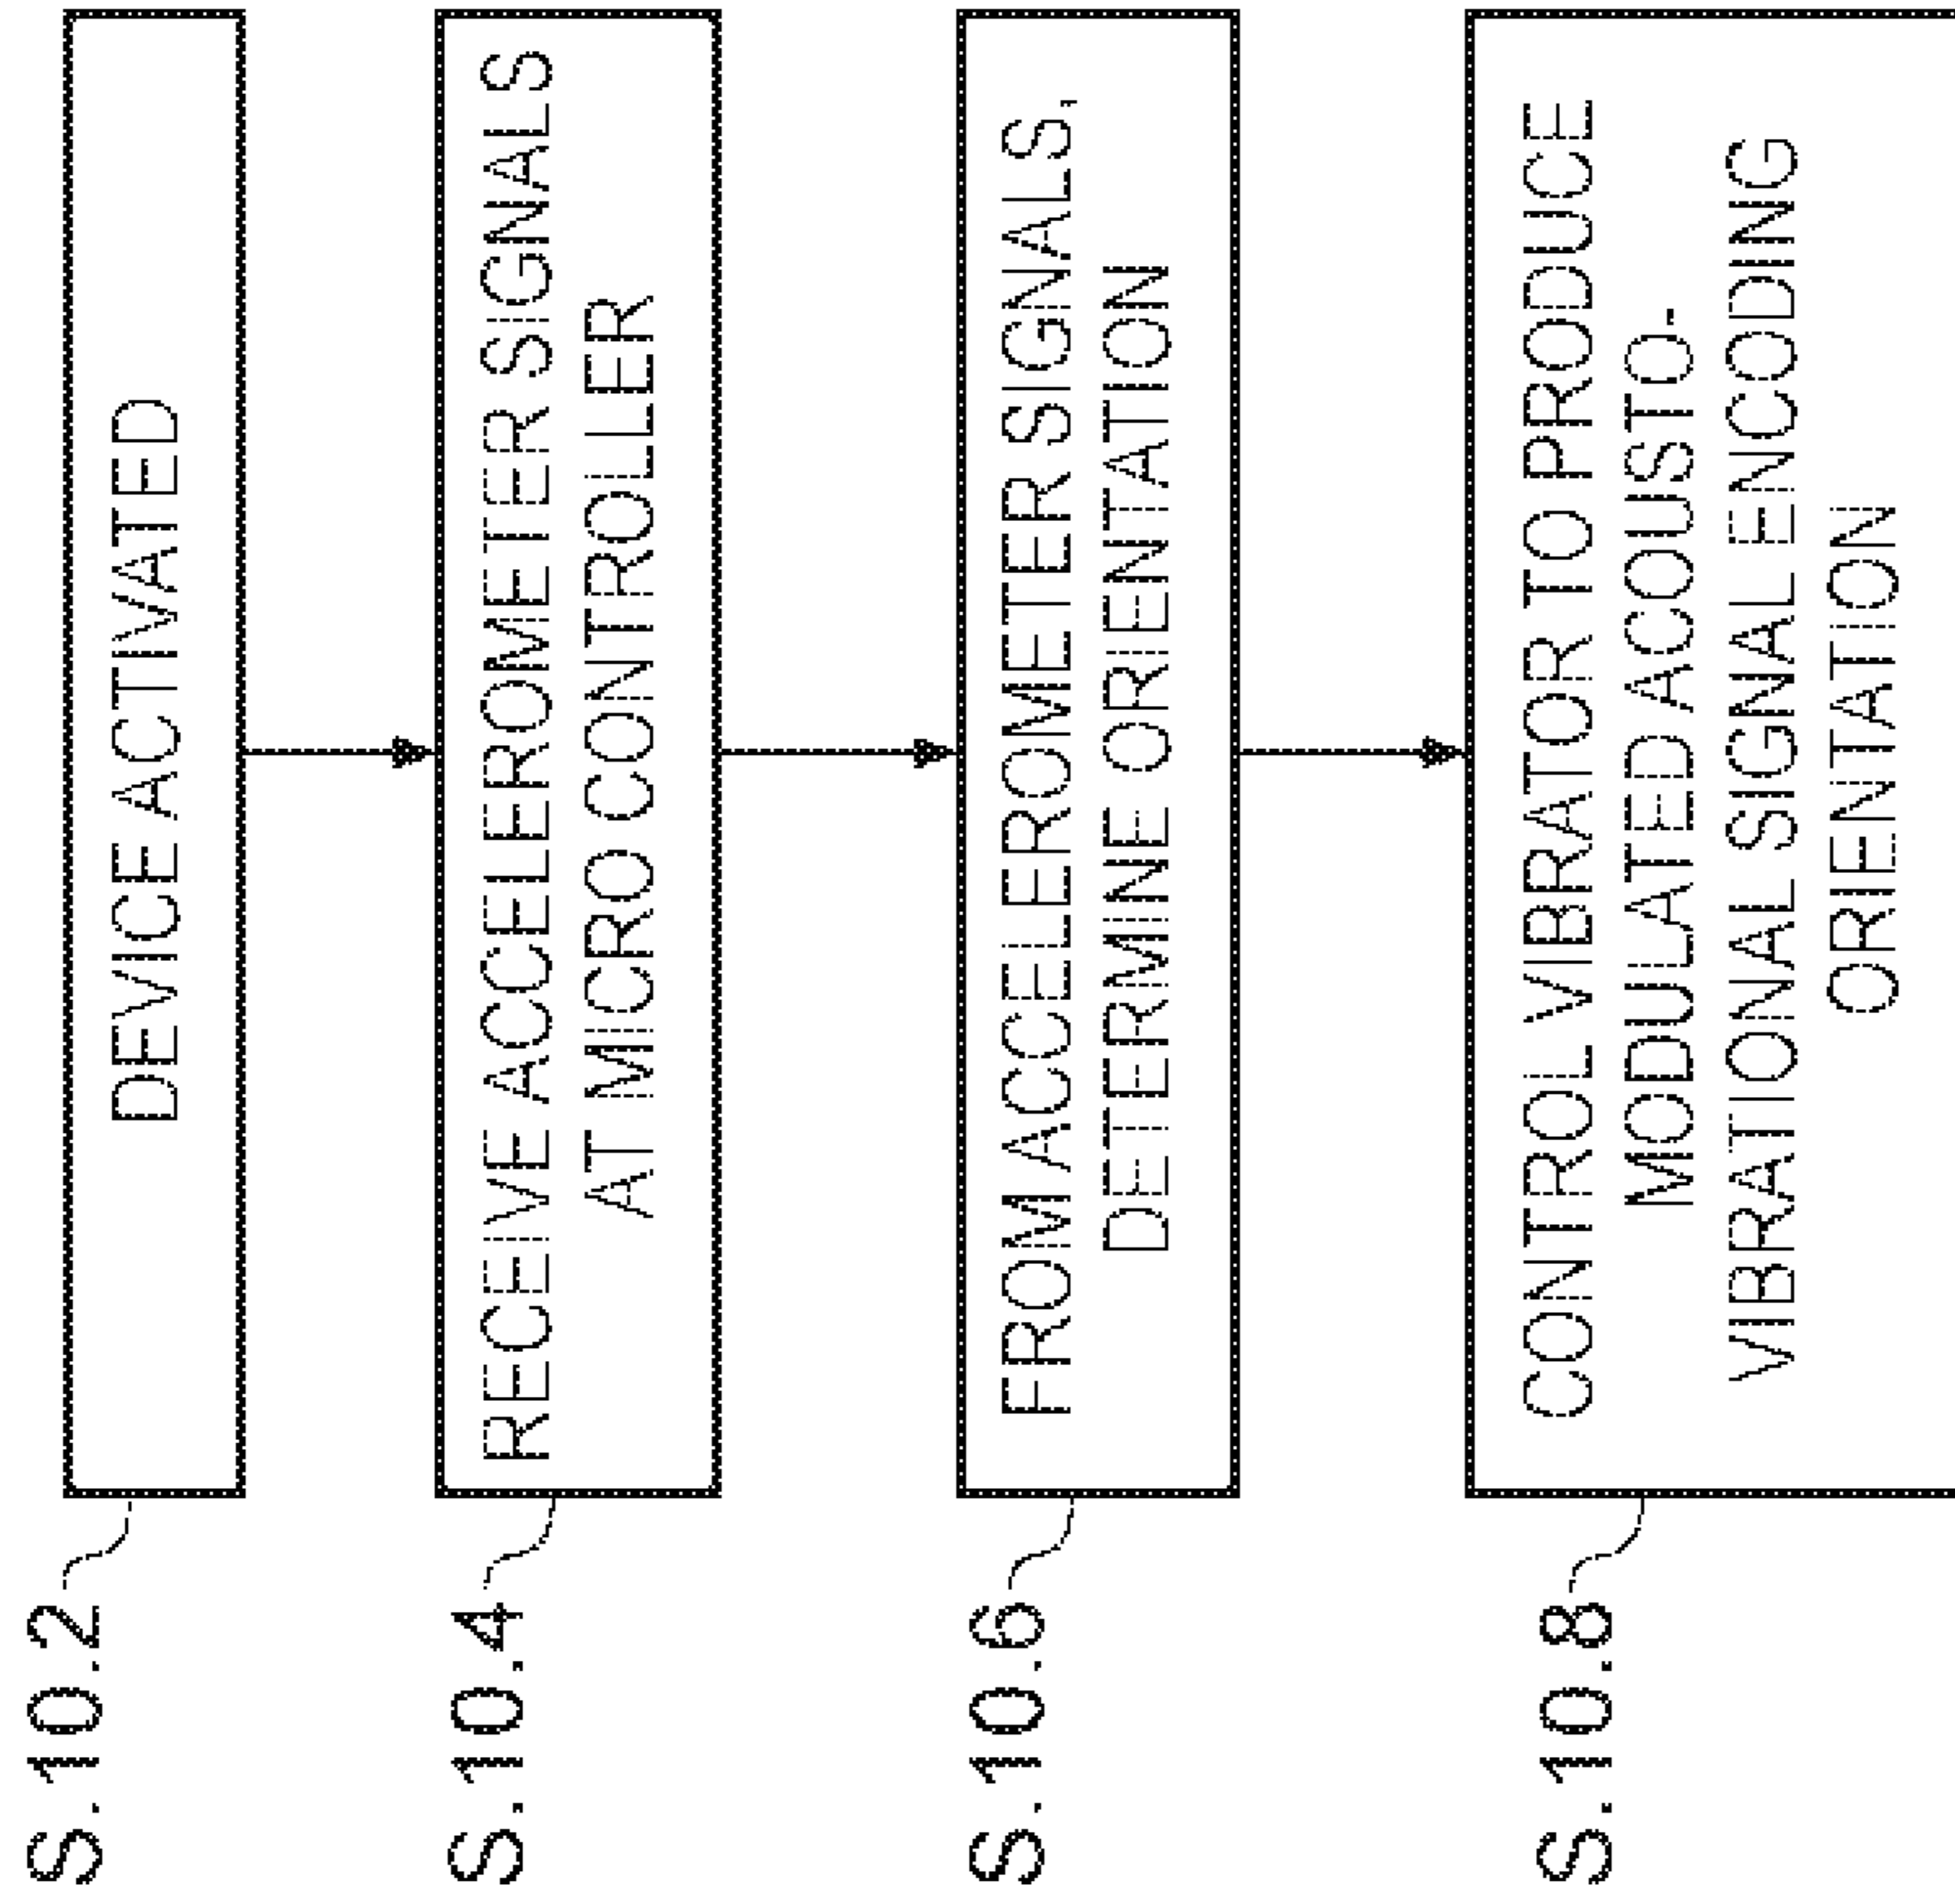 S.10.2
DEVICE ACTIVATED
S.10.4
RECEIVE ACCELEROMETER SIGNALS
AT MICRO CONTROLLER
S.10.6
FROM ACCELEROMETER SIGNALS,
DETERMINE ORIENTATION
S.10.8
CONTROL VIBRATOR TO PRODUCE
MODULATED ACOUSTIO-
VIBRATIONAL SIGNAL ENCODING
ORIENTATION